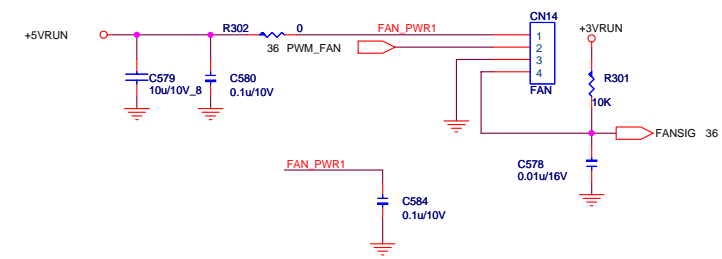 CN14
+5VRUN
R302
0
FAN_PWR1
+3VRUN
1
36 PWM_FAN
2
3
4
C579
10u/10V_8
C580
0.1u/10V
FAN
R301
10K
FANSIG 36
FAN_PWR1
C578
0.01u/16V
C584
0.1u/10V